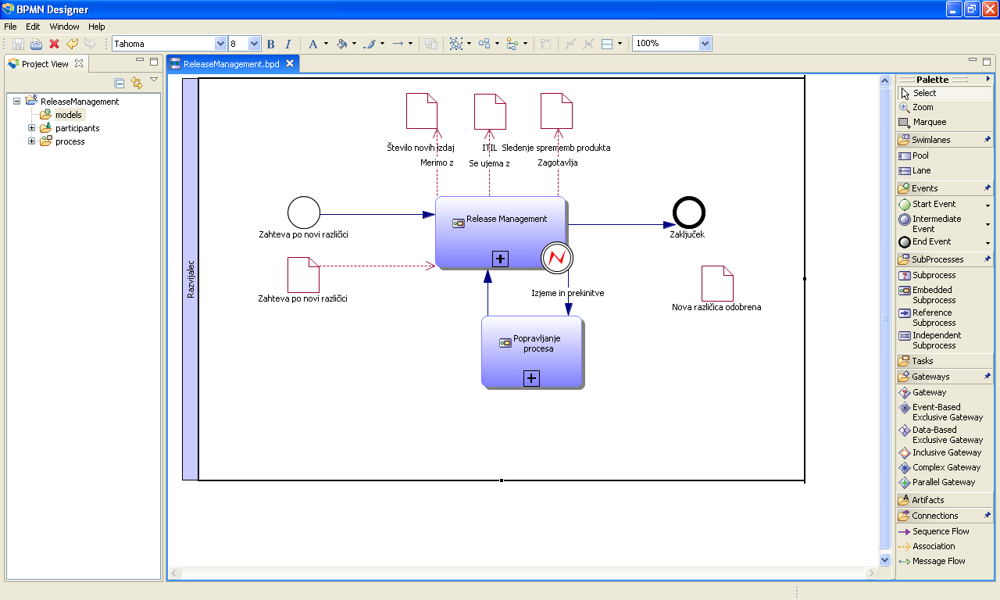 BPMN Designer
File Edit Window Help
Tahoma 8 B I A 100%
Project View
ReleaseManagement
models
participants
process
ReleaseManagement.bpd
Razvijalec
Število novih izdaj
ITIL
Sledenje sprememb produkta
Merimo z
Se ujema z
Zagotavlja
Zahteva po novi različici
Release Management
Zaključek
Zahteva po novi različici
Izjeme in prekinitve
Nova različica odobrena
Popravljanje
procesa
Palette
Select
Zoom
Marquee
Swimlanes
Pool
Lane
Events
Start Event
Intermediate
Event
End Event
SubProcesses
Subprocess
Embedded
Subprocess
Reference
Subprocess
Independent
Subprocess
Tasks
Gateways
Gateway
Event-Based
Exclusive Gateway
Data-Based
Exclusive Gateway
Inclusive Gateway
Complex Gateway
Parallel Gateway
Artifacts
Connections
Sequence Flow
Association
Message Flow